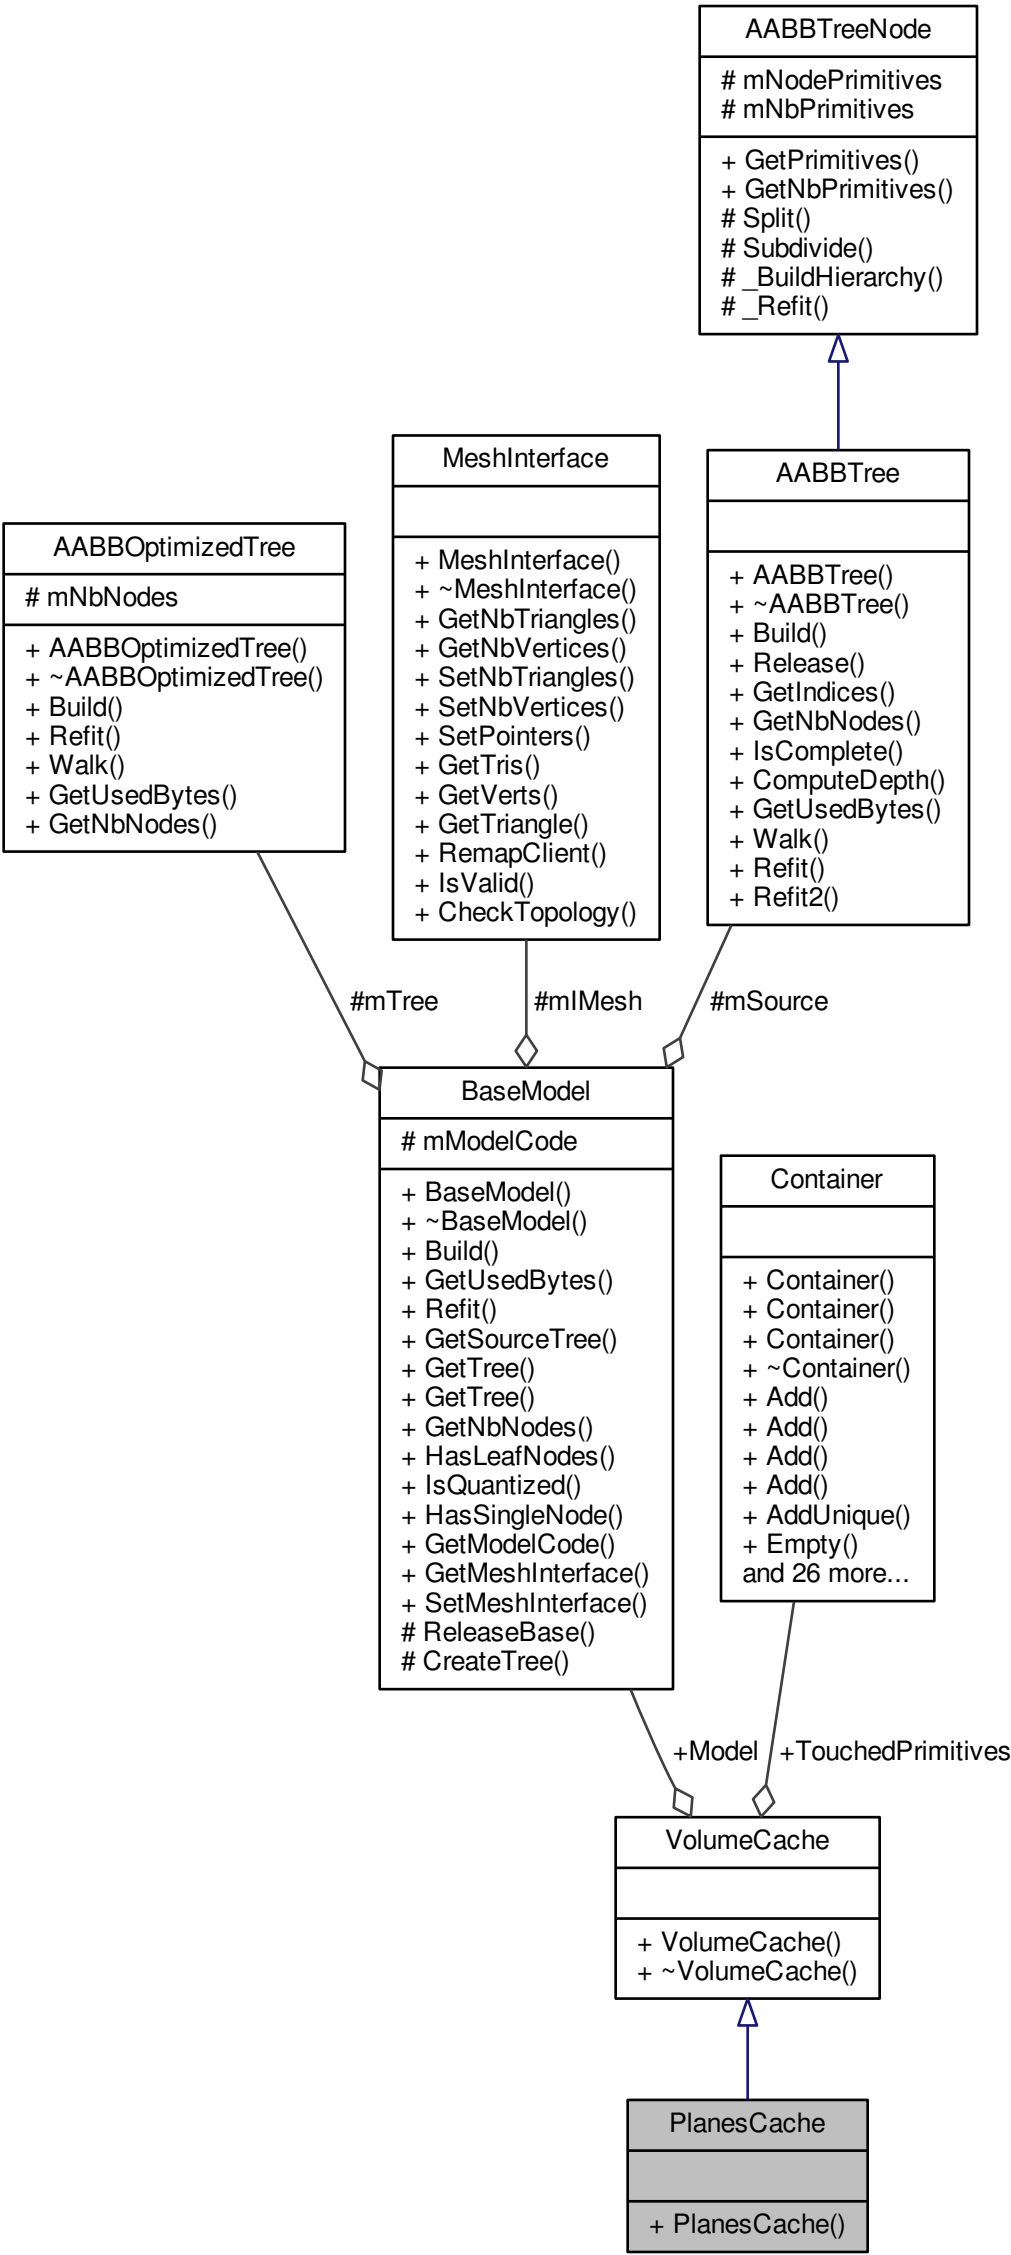 AABBTreeNode
# mNodePrimitives
# mNbPrimitives
+ GetPrimitives()
+ GetNbPrimitives()
# Split()
# Subdivide()
# _BuildHierarchy()
# _Refit()
AABBOptimizedTree
# mNbNodes
+ AABBOptimizedTree()
+ ~AABBOptimizedTree()
+ Build()
+ Refit()
+ Walk()
+ GetUsedBytes()
+ GetNbNodes()
MeshInterface
+ MeshInterface()
+ ~MeshInterface()
+ GetNbTriangles()
+ GetNbVertices()
+ SetNbTriangles()
+ SetNbVertices()
+ SetPointers()
+ GetTris()
+ GetVerts()
+ GetTriangle()
+ RemapClient()
+ IsValid()
+ CheckTopology()
AABBTree
+ AABBTree()
+ ~AABBTree()
+ Build()
+ Release()
+ GetIndices()
+ GetNbNodes()
+ IsComplete()
+ ComputeDepth()
+ GetUsedBytes()
+ Walk()
+ Refit()
+ Refit2()
#mTree
#mIMesh
#mSource
BaseModel
# mModelCode
+ BaseModel()
+ ~BaseModel()
+ Build()
+ GetUsedBytes()
+ Refit()
+ GetSourceTree()
+ GetTree()
+ GetTree()
+ GetNbNodes()
+ HasLeafNodes()
+ IsQuantized()
+ HasSingleNode()
+ GetModelCode()
+ GetMeshInterface()
+ SetMeshInterface()
# ReleaseBase()
# CreateTree()
Container
+ Container()
+ Container()
+ Container()
+ ~Container()
+ Add()
+ Add()
+ Add()
+ Add()
+ AddUnique()
+ Empty()
and 26 more...
+Model
+TouchedPrimitives
VolumeCache
+ VolumeCache()
+ ~VolumeCache()
PlanesCache
+ PlanesCache()